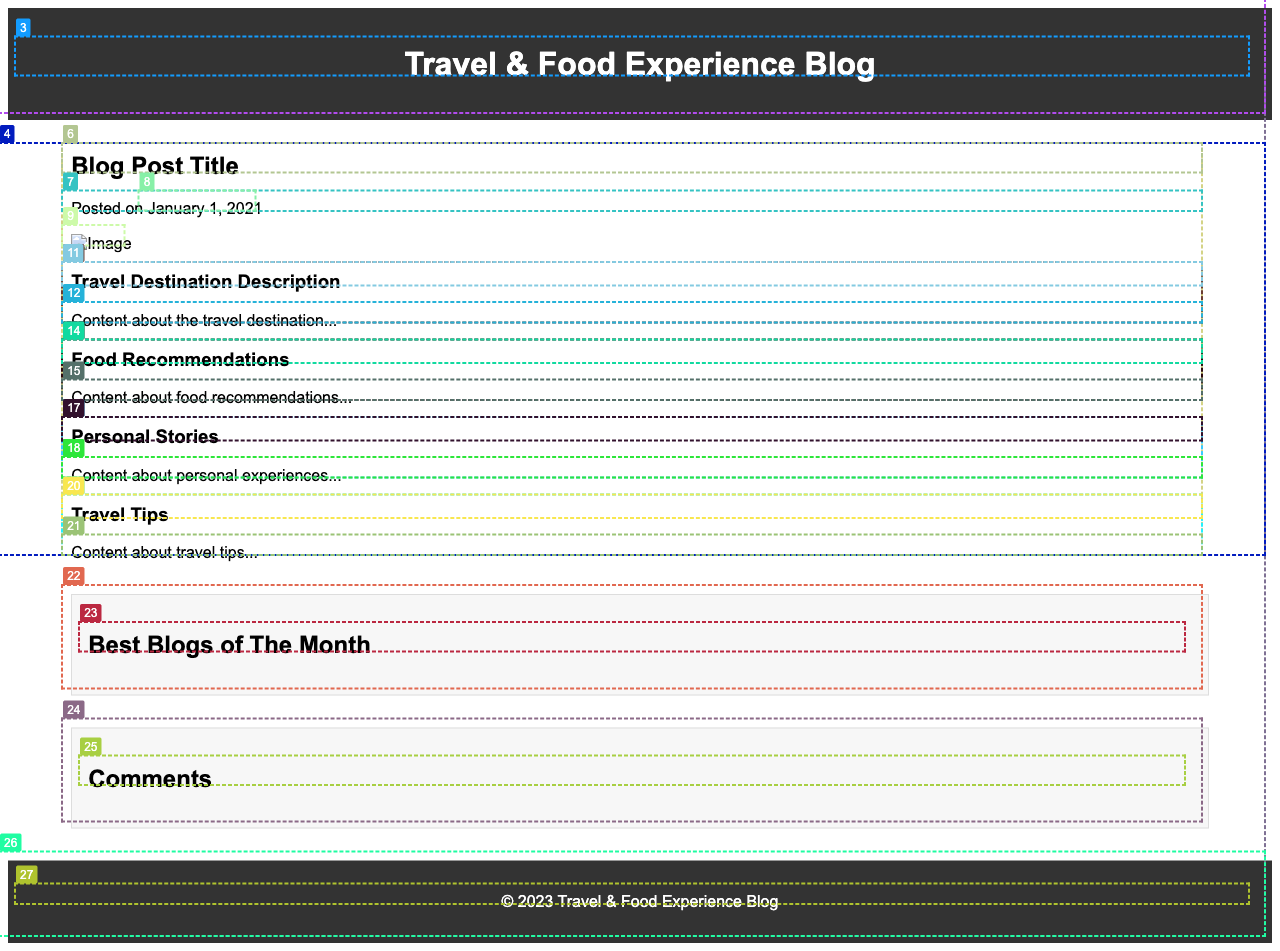 3
Travel & Food Experience Blog
4
6
Blog Post Title
7
8
Posted on January 1, 2021
9
Image
11
Travel Destination Description
12
Content about the travel destination...
14
Food Recommendations
15
Content about food recommendations...
17
Personal Stories
18
Content about personal experiences...
20
Travel Tips
21
Content about travel tips...
22
23
Best Blogs of The Month
24
25
Comments
26
27
© 2023 Travel & Food Experience Blog